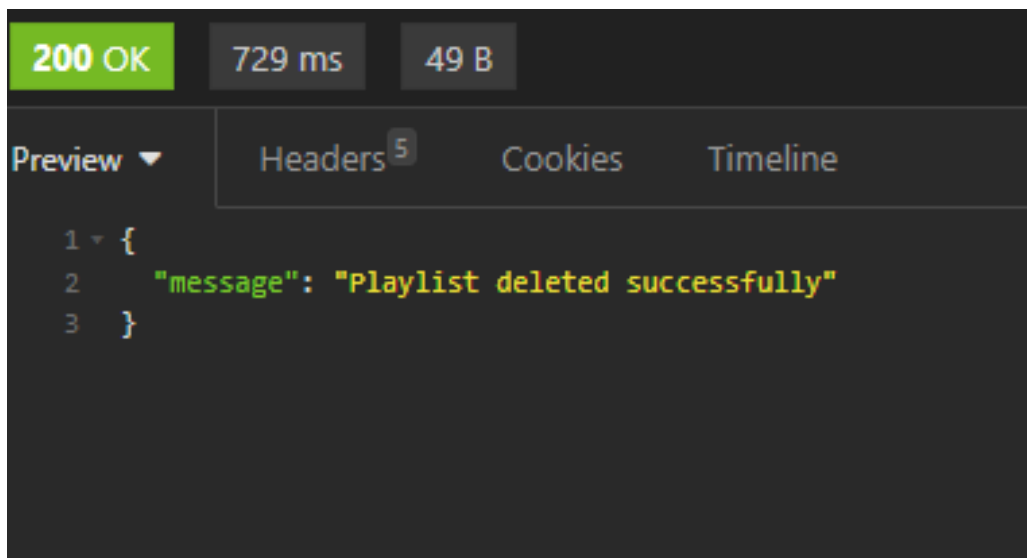 200 OK 729 ms 49 B
Preview Headers 5 Cookies Timeline
1 {
2 "message": "Playlist deleted successfully"
3 }